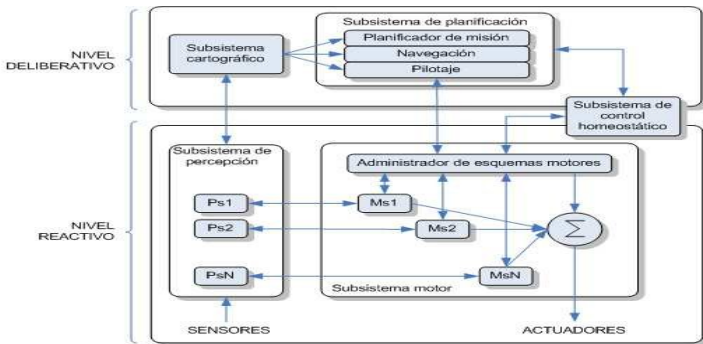 Subsistema de planificación
NIVEL
DELIBERATIVO
Subsistema
cartográfico
Planificador de misión
Navegación
Pilotaje
Subsistema de
control
homeostático
Subsistema de
percepción
Administrador de esquemas motores
NIVEL
REACTIVO
Ps1
Ms1
Ps2
Ms2
Σ
PsN
MsN
Subsistema motor
SENSORES
ACTUADORES